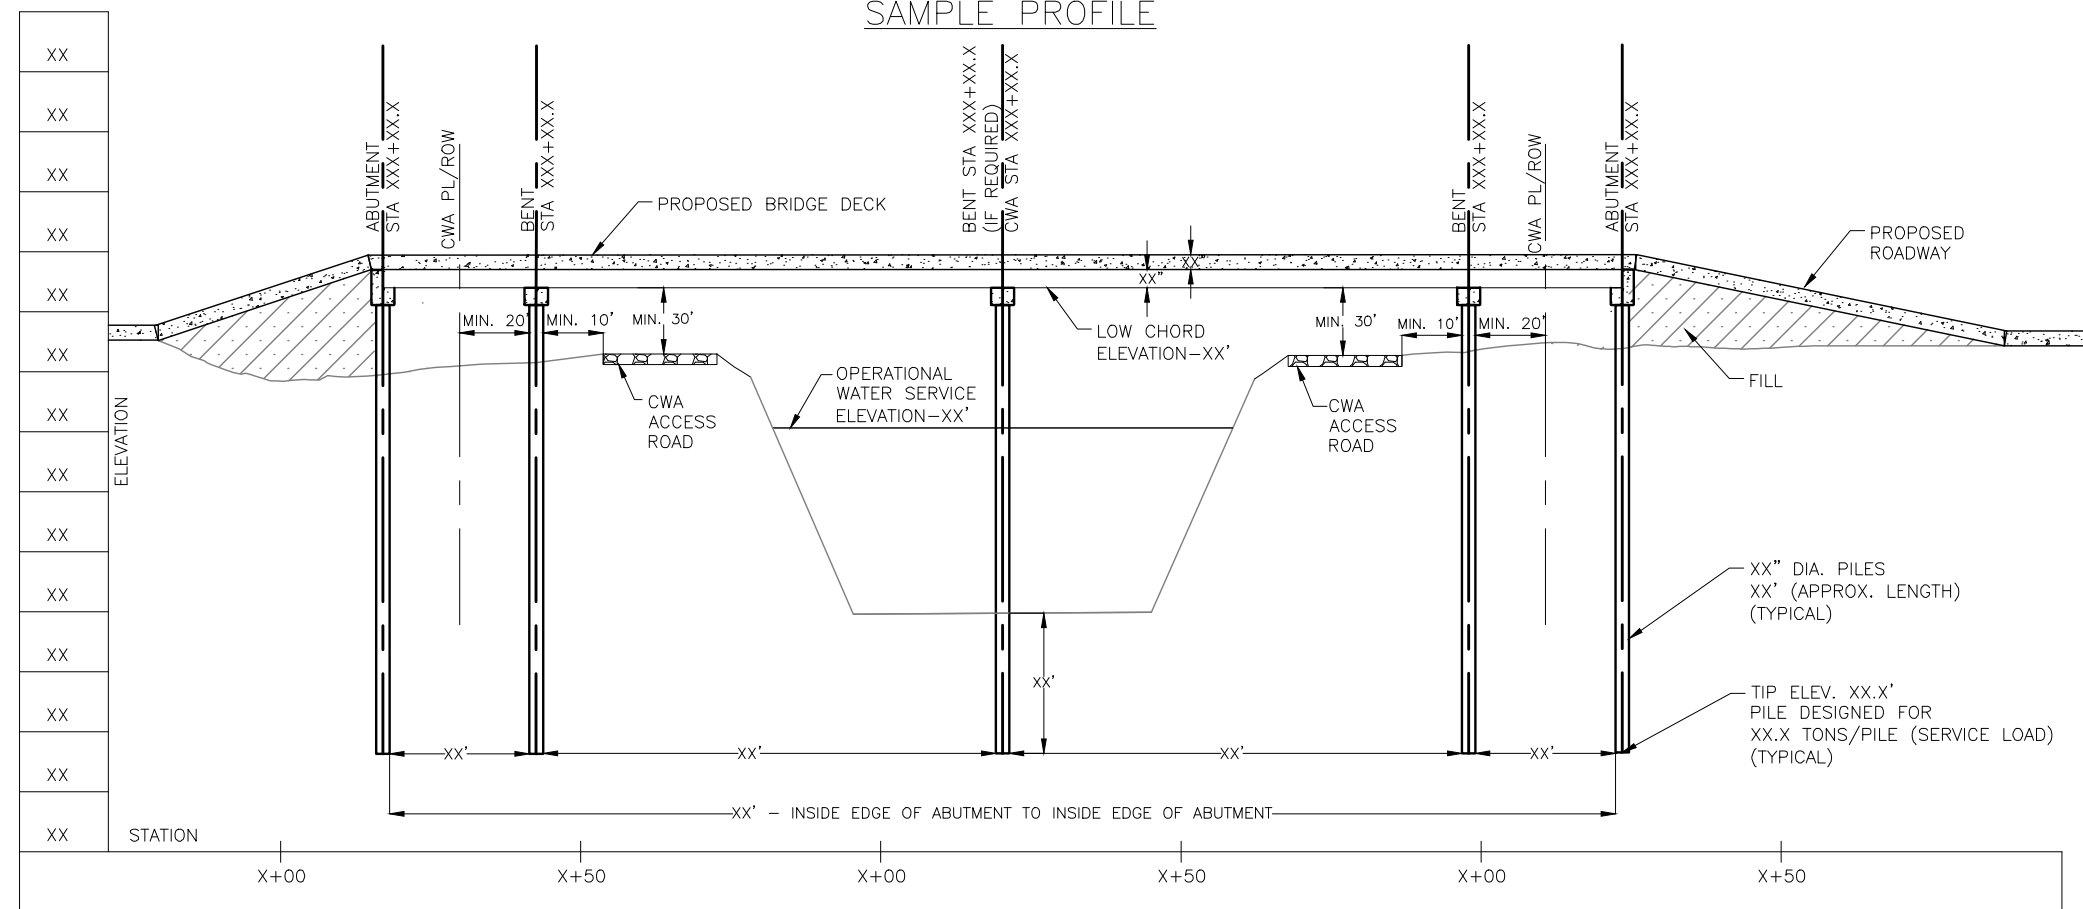 SAMPLE PROFILE
XX
XX
XX
XX
XX
XX
XX
XX
XX
XX
XX
XX
XX
XX
ELEVATION
STATION
ABUTMENT
STA XXX+XX.X
CWA PL/ROW
BENT
STA XXX+XX.X
BENT STA XXX+XX.X
(IF REQUIRED)
CWA STA XXX+XX.X
BENT
STA XXX+XX.X
CWA PL/ROW
ABUTMENT
STA XXX+XX.X
PROPOSED BRIDGE DECK
XX"
XX"
PROPOSED
ROADWAY
MIN. 20'
MIN. 10'
MIN. 30'
LOW CHORD
ELEVATION-XX'
MIN. 30'
MIN. 10'
MIN. 20'
FILL
OPERATIONAL
WATER SERVICE
ELEVATION-XX'
CWA
ACCESS
ROAD
CWA
ACCESS
ROAD
XX" DIA. PILES
XX' (APPROX. LENGTH)
(TYPICAL)
XX'
TIP ELEV. XX.X'
PILE DESIGNED FOR
XX.X TONS/PILE (SERVICE LOAD)
(TYPICAL)
XX'
XX'
XX'
XX'
XX' - INSIDE EDGE OF ABUTMENT TO INSIDE EDGE OF ABUTMENT
X+00
X+50
X+00
X+50
X+00
X+50